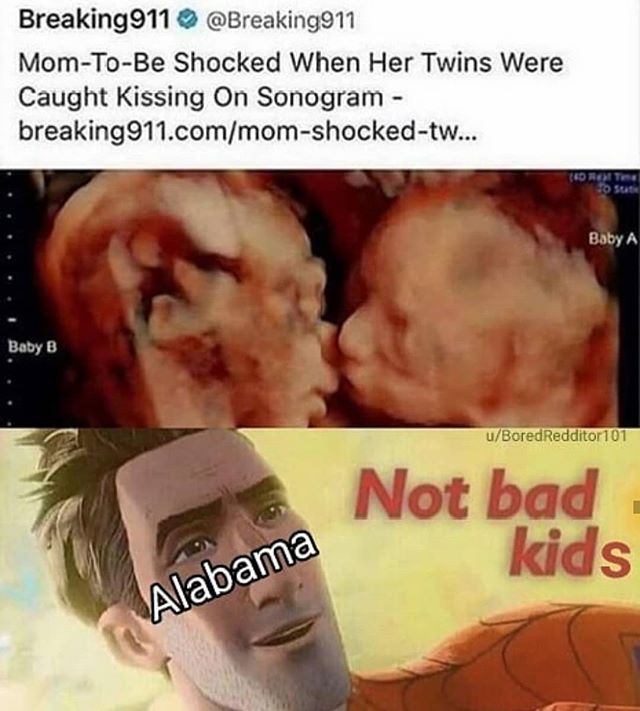 Breaking911 @Breaking911
Mom-To-Be Shocked When Her Twins Were
Caught Kissing On Sonogram -
breaking911.com/mom-shocked-tw...
Baby A
Baby B
u/BoredRedditor101
Not bad
kids
Alabama